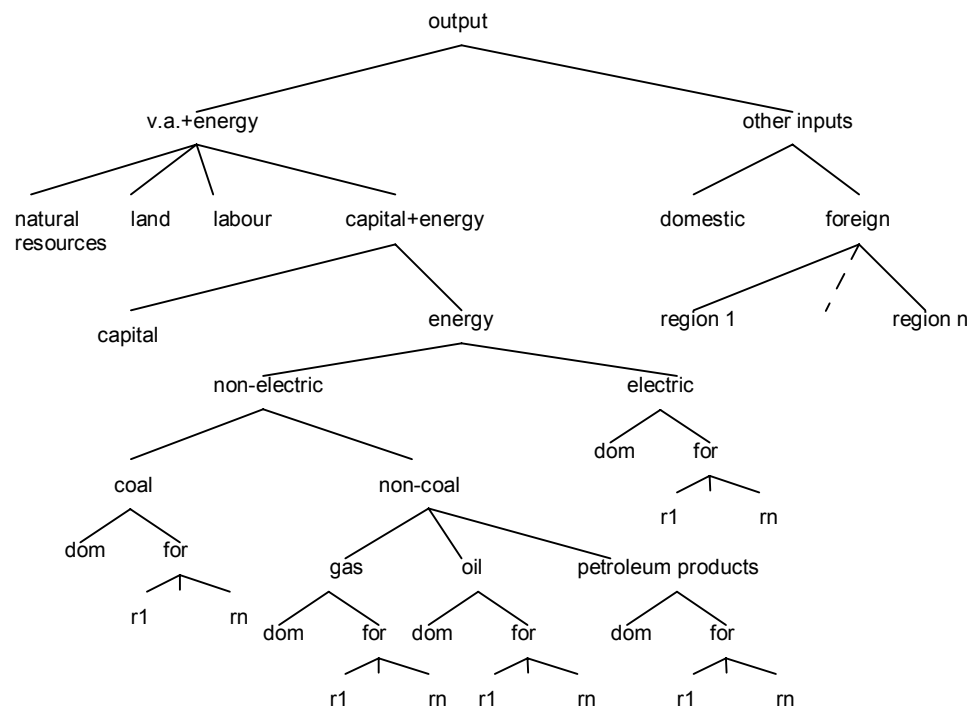 output
v.a.+energy
other inputs
natural
resources
land
labour
capital+energy
domestic
foreign
capital
energy
region 1
region n
non-electric
electric
dom
for
coal
non-coal
r1
rn
dom
for
gas
oil
petroleum products
r1
rn
dom
for
dom
for
dom
for
r1
rn
r1
rn
r1
rn